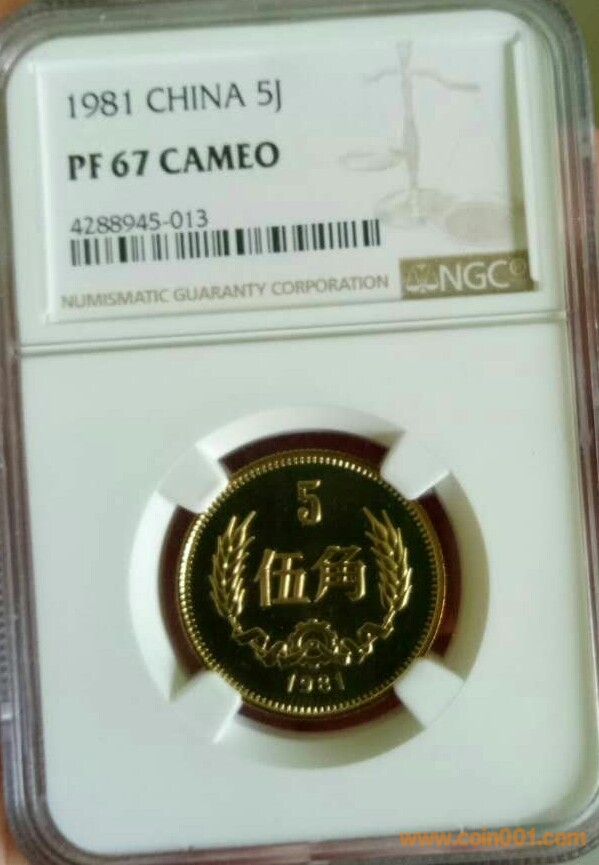 1981 CHINA 5J
PF 67 CAMEO
4288945-013
NUMISMATIC GUARANTY CORPORATION
NGC®
5
伍角
1981
www.coin001.com